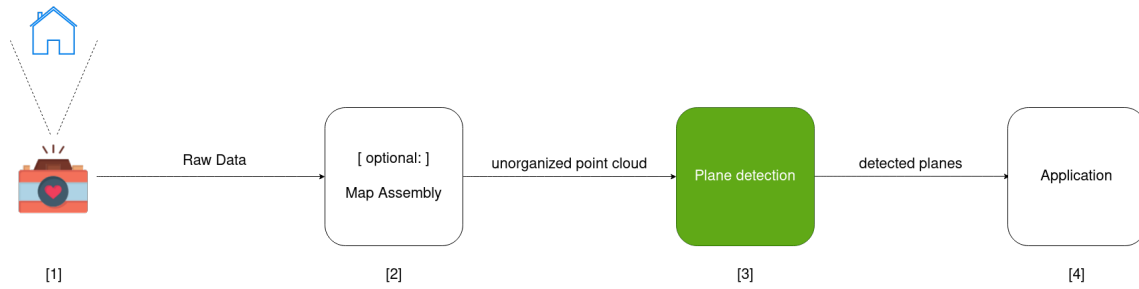 Raw Data
[ optional: ]
Map Assembly
unorganized point cloud
Plane detection
detected planes
Application
[1]
[2]
[3]
[4]